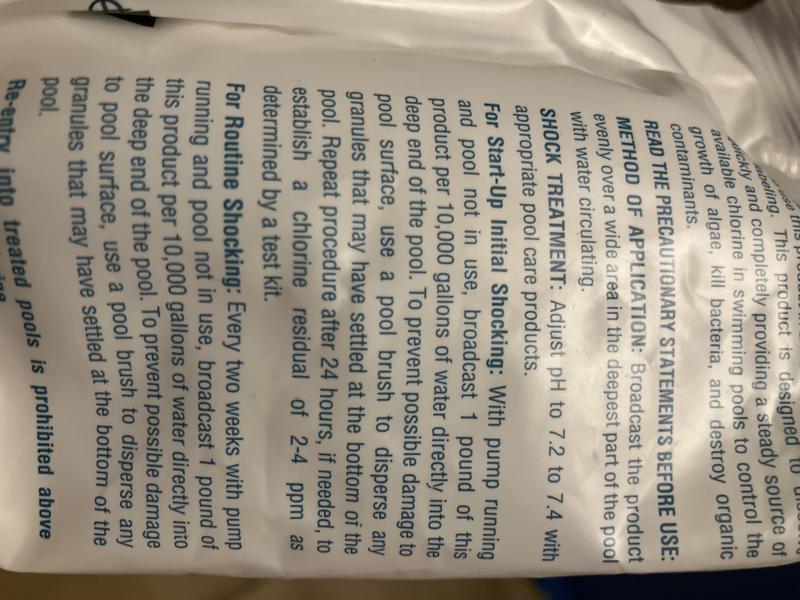 this
labeling. This product is designed to
quickly and completely providing a steady source of
available chlorine in swimming pools to control the
growth of algae, kill bacteria, and destroy organic
contaminants.
READ THE PRECAUTIONARY STATEMENTS BEFORE USE:
METHOD OF APPLICATION: Broadcast the product
evenly over a wide area in the deepest part of the pool
with water circulating.
SHOCK TREATMENT: Adjust pH to 7.2 to 7.4 with
appropriate pool care products.
For Start-Up Initial Shocking: With pump running
and pool not in use, broadcast 1 pound of this
product per 10,000 gallons of water directly into the
deep end of the pool. To prevent possible damage to
pool surface, use a pool brush to disperse any
granules that may have settled at the bottom of the
pool. Repeat procedure after 24 hours, if needed, to
establish a chlorine residual of 2-4 ppm as
determined by a test kit.
For Routine Shocking: Every two weeks with pump
running and pool not in use, broadcast 1 pound of
this product per 10,000 gallons of water directly into
the deep end of the pool. To prevent possible damage
to pool surface, use a pool brush to disperse any
granules that may have settled at the bottom of the
pool.
Re-entry into treated pools is prohibited above